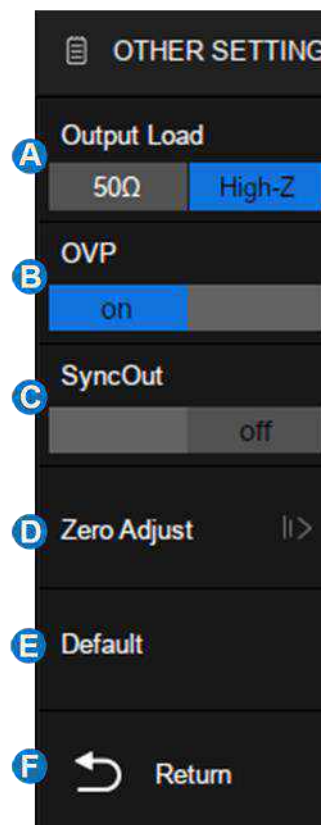 OTHER SETTING
A
Output Load
50Ω High-Z
B
OVP
on
C
SyncOut
off
D
Zero Adjust
E
Default
F
Return